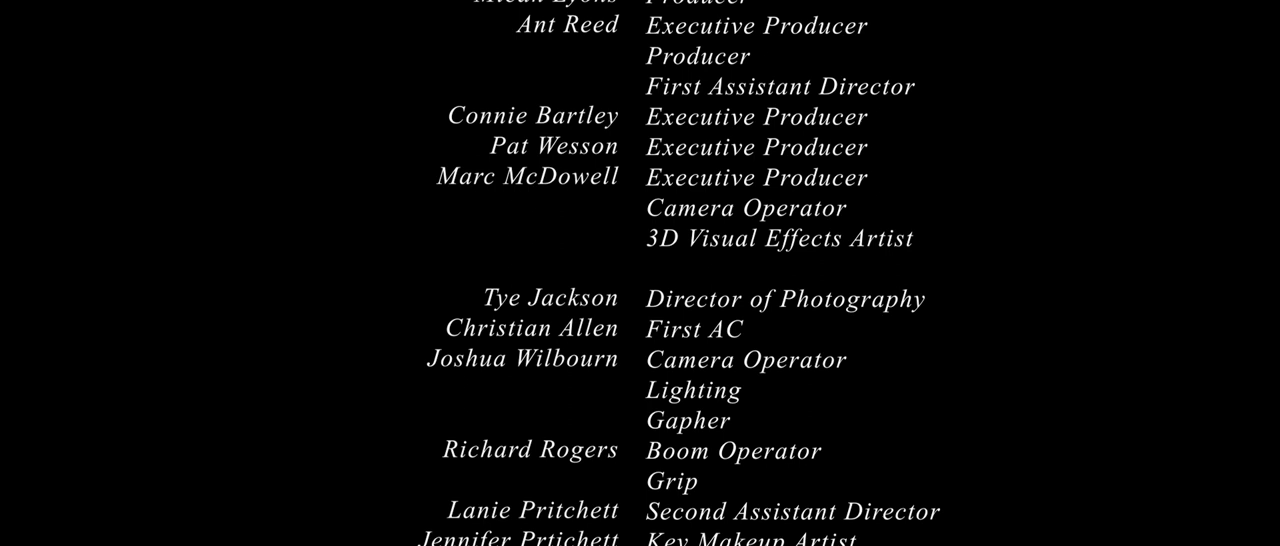 Micah Lyons Producer
Ant Reed Executive Producer
Producer
First Assistant Director
Connie Bartley Executive Producer
Pat Wesson Executive Producer
Marc McDowell Executive Producer
Camera Operator
3D Visual Effects Artist
Tye Jackson Director of Photography
Christian Allen First AC
Joshua Wilbourn Camera Operator
Lighting
Gapher
Richard Rogers Boom Operator
Grip
Lanie Pritchett Second Assistant Director
Jennifer Prtichett Key Makeup Artist